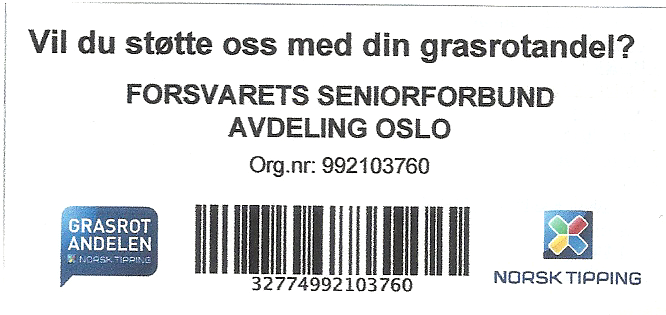 Vil du støtte oss med din grasrotandel?
FORSVARETS SENIORFORBUND
AVDELING OSLO
Org.nr: 992103760
GRASROT
ANDELEN
NORSK TIPPING
32774992103760
NORSK TIPPING